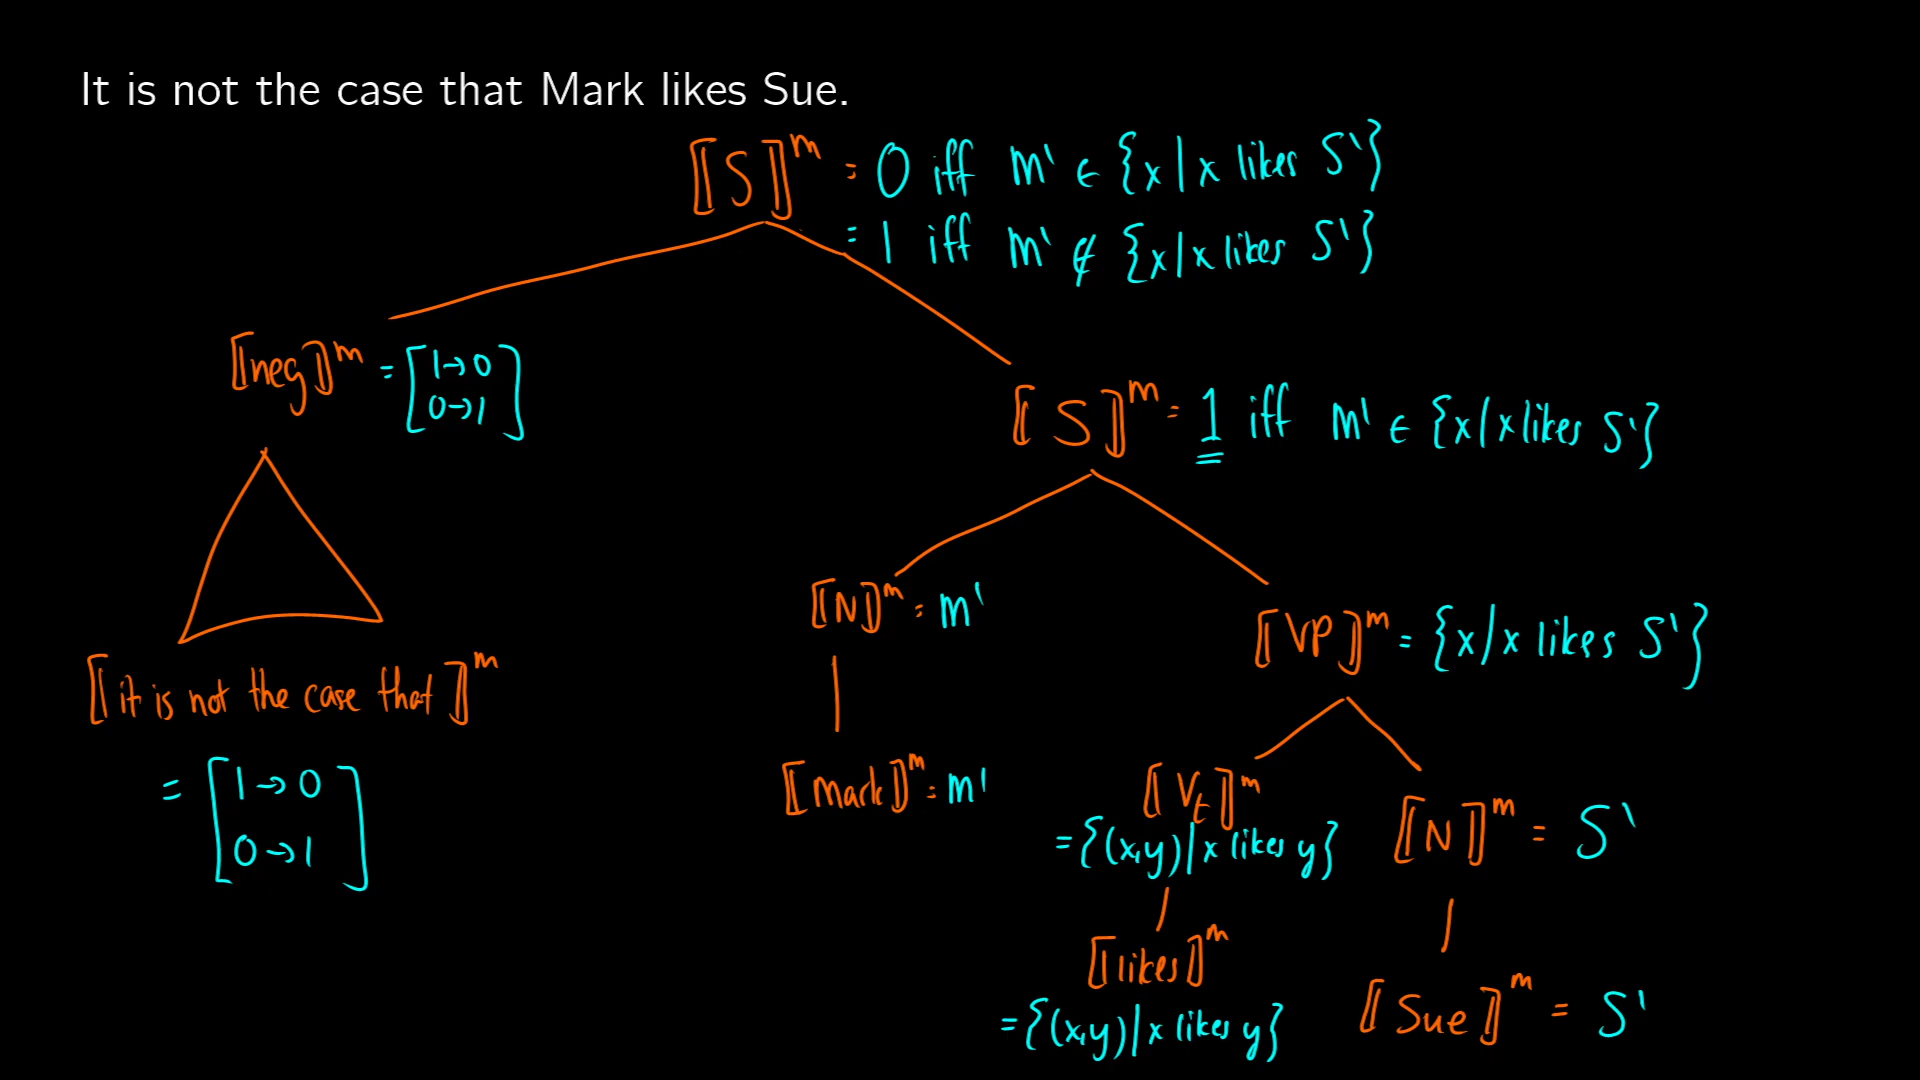 It is not the case that Mark likes Sue.
⟦S⟧ᵐ = 0 iff m' ∈ {x | x likes S'}
= 1 iff m' ∉ {x | x likes S'}
⟦neg⟧ᵐ = [1→0
0→1]
⟦S⟧ᵐ = 1 iff m' ∈ {x | x likes S'}
⟦N⟧ᵐ = m'
⟦VP⟧ᵐ = {x | x likes S'}
⟦it is not the case that⟧ᵐ
= [1→0
0→1]
⟦Mark⟧ᵐ = m'
⟦Vt⟧ᵐ
= {(x,y) | x likes y}
⟦N⟧ᵐ = S'
⟦likes⟧ᵐ
= {(x,y) | x likes y}
⟦Sue⟧ᵐ = S'